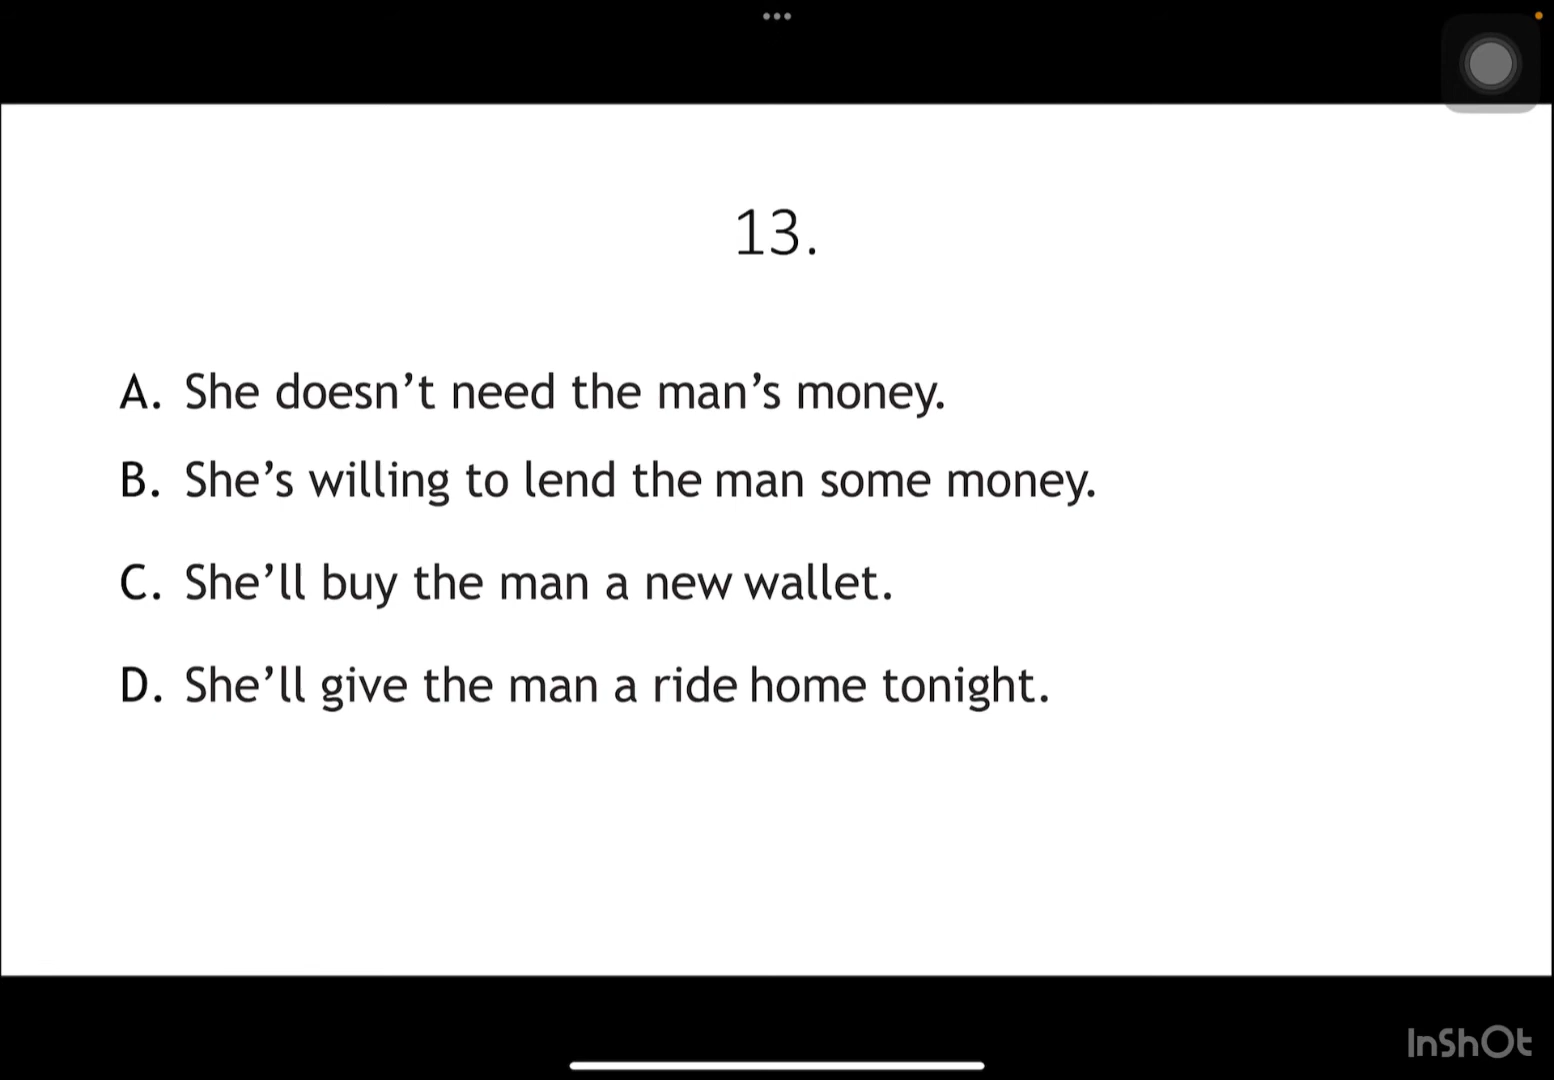 13.
A. She doesn’t need the man’s money.
B. She’s willing to lend the man some money.
C. She’ll buy the man a new wallet.
D. She’ll give the man a ride home tonight.
InShOt